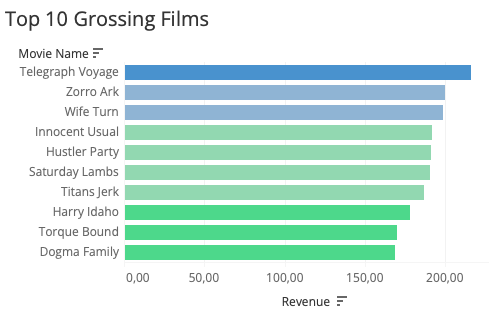 Top 10 Grossing Films
Movie Name
Telegraph Voyage
Zorro Ark
Wife Turn
Innocent Usual
Hustler Party
Saturday Lambs
Titans Jerk
Harry Idaho
Torque Bound
Dogma Family
0,00 50,00 100,00 150,00 200,00
Revenue